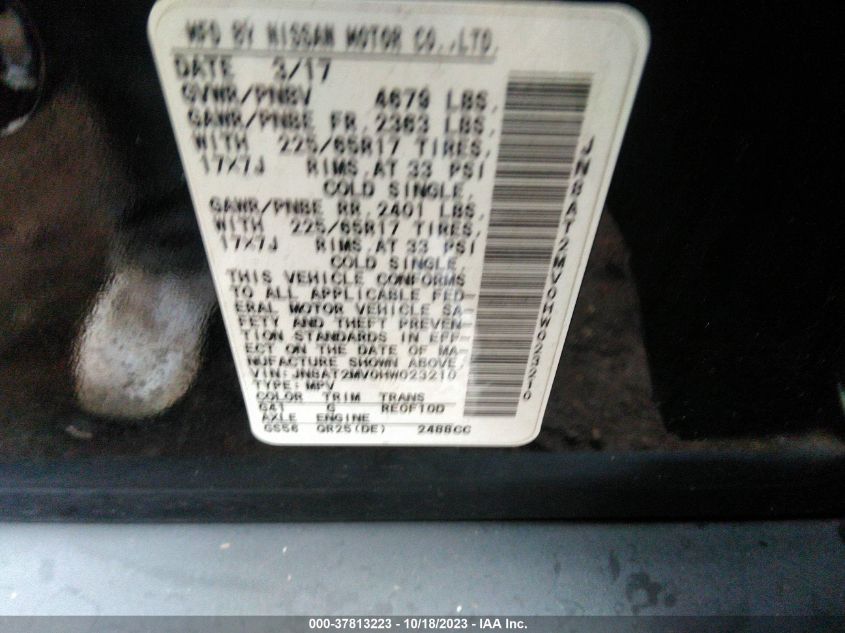 MFD BY NISSAN MOTOR CO.,LTD.
DATE 3/17
GVWR/PNBV 4679 LBS,
GAWR/PNBE FR.2363 LBS,
WITH 225/65R17 TIRES,
17X7J RIMS,AT 33 PSI
COLD SINGLE,
GAWR/PNBE RR.2401 LBS,
WITH 225/65R17 TIRES,
17X7J RIMS,AT 33 PSI
COLD SINGLE.
THIS VEHICLE CONFORMS
TO ALL APPLICABLE FED-
ERAL MOTOR VEHICLE SA-
FETY AND THEFT PREVEN-
TION STANDARDS IN EFF-
ECT ON THE DATE OF MA-
NUFACTURE SHOWN ABOVE.
VIN:JN8AT2MV0HW023210
TYPE:MPV
COLOR TRIM TRANS
G41 G RE0F10D
AXLE ENGINE
GS56 QR25(DE) 2488CC
JN8AT2MV0HW023210
000-37813223 - 10/18/2023 - IAA Inc.